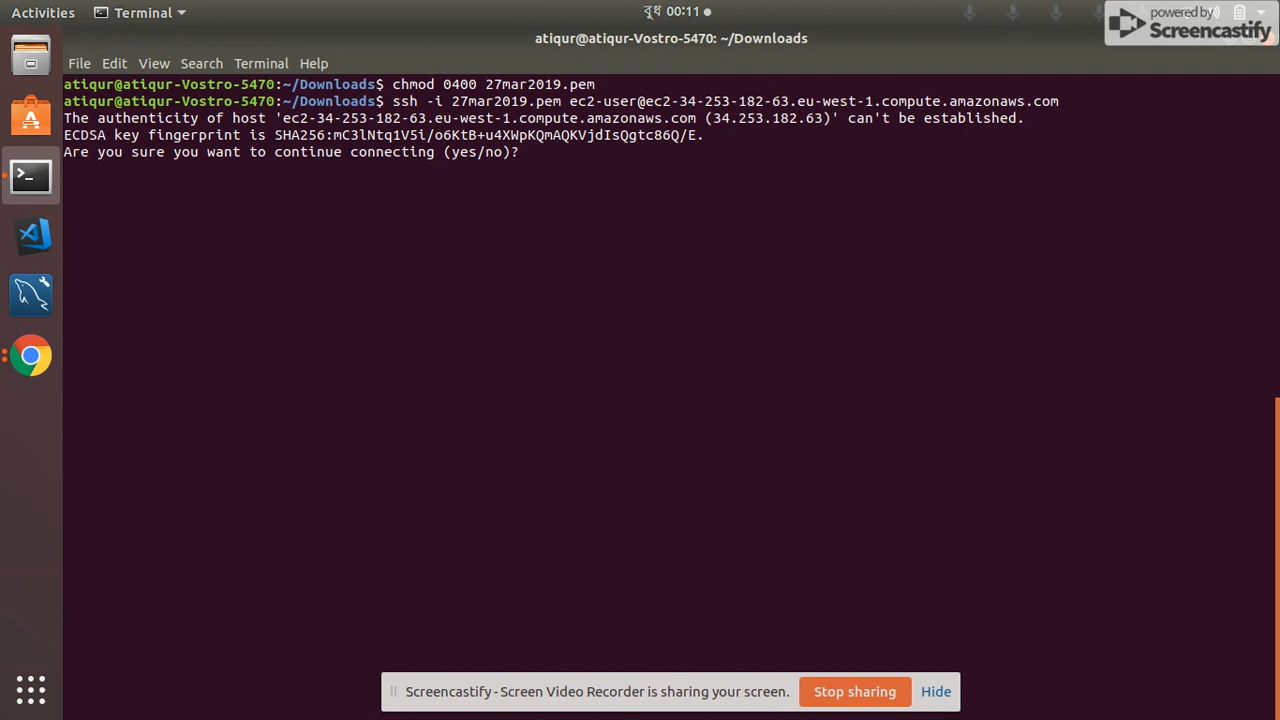 Activities Terminal বুধ 00:11
powered by
Screencastify
atiqur@atiqur-Vostro-5470: ~/Downloads
File Edit View Search Terminal Help
atiqur@atiqur-Vostro-5470:~/Downloads$ chmod 0400 27mar2019.pem
atiqur@atiqur-Vostro-5470:~/Downloads$ ssh -i 27mar2019.pem ec2-user@ec2-34-253-182-63.eu-west-1.compute.amazonaws.com
The authenticity of host 'ec2-34-253-182-63.eu-west-1.compute.amazonaws.com (34.253.182.63)' can't be established.
ECDSA key fingerprint is SHA256:mC3lNtq1V5i/o6KtB+u4XWpKQmAQKVjdIsQgtc86Q/E.
Are you sure you want to continue connecting (yes/no)?
Screencastify - Screen Video Recorder is sharing your screen. Stop sharing Hide